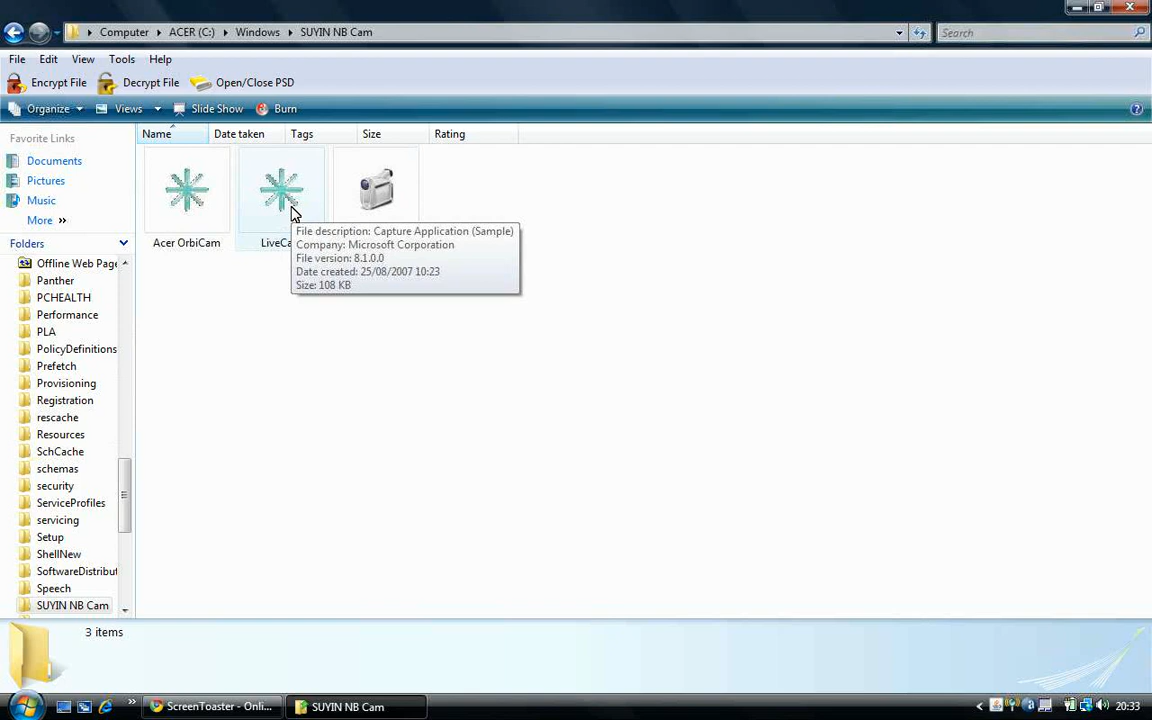 Computer ACER (C:) Windows SUYIN NB Cam
Search
File Edit View Tools Help
Encrypt File Decrypt File Open/Close PSD
Organize Views Slide Show Burn
Name Date taken Tags Size Rating
Favorite Links
Documents
Pictures
Music
More »
Folders
Offline Web Page
Panther
PCHEALTH
Performance
PLA
PolicyDefinitions
Prefetch
Provisioning
Registration
rescache
Resources
SchCache
schemas
security
ServiceProfiles
servicing
Setup
ShellNew
SoftwareDistribut
Speech
SUYIN NB Cam
Acer OrbiCam
LiveCa
File description: Capture Application (Sample)
Company: Microsoft Corporation
File version: 8.1.0.0
Date created: 25/08/2007 10:23
Size: 108 KB
3 items
ScreenToaster - Onli...
SUYIN NB Cam
20:33